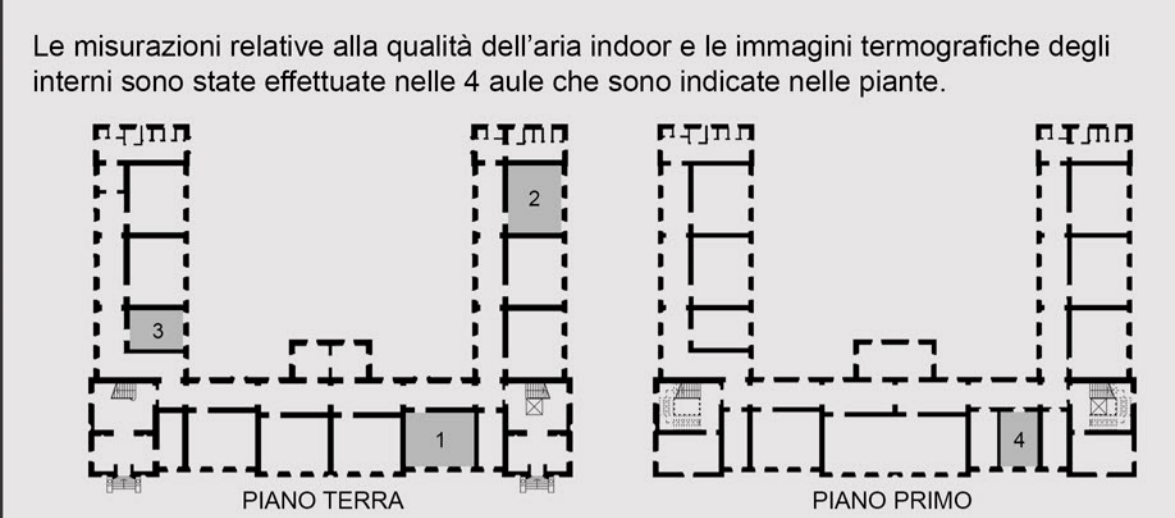 Le misurazioni relative alla qualità dell'aria indoor e le immagini termografiche degli
interni sono state effettuate nelle 4 aule che sono indicate nelle piante.
2
3
1
4
PIANO TERRA
PIANO PRIMO